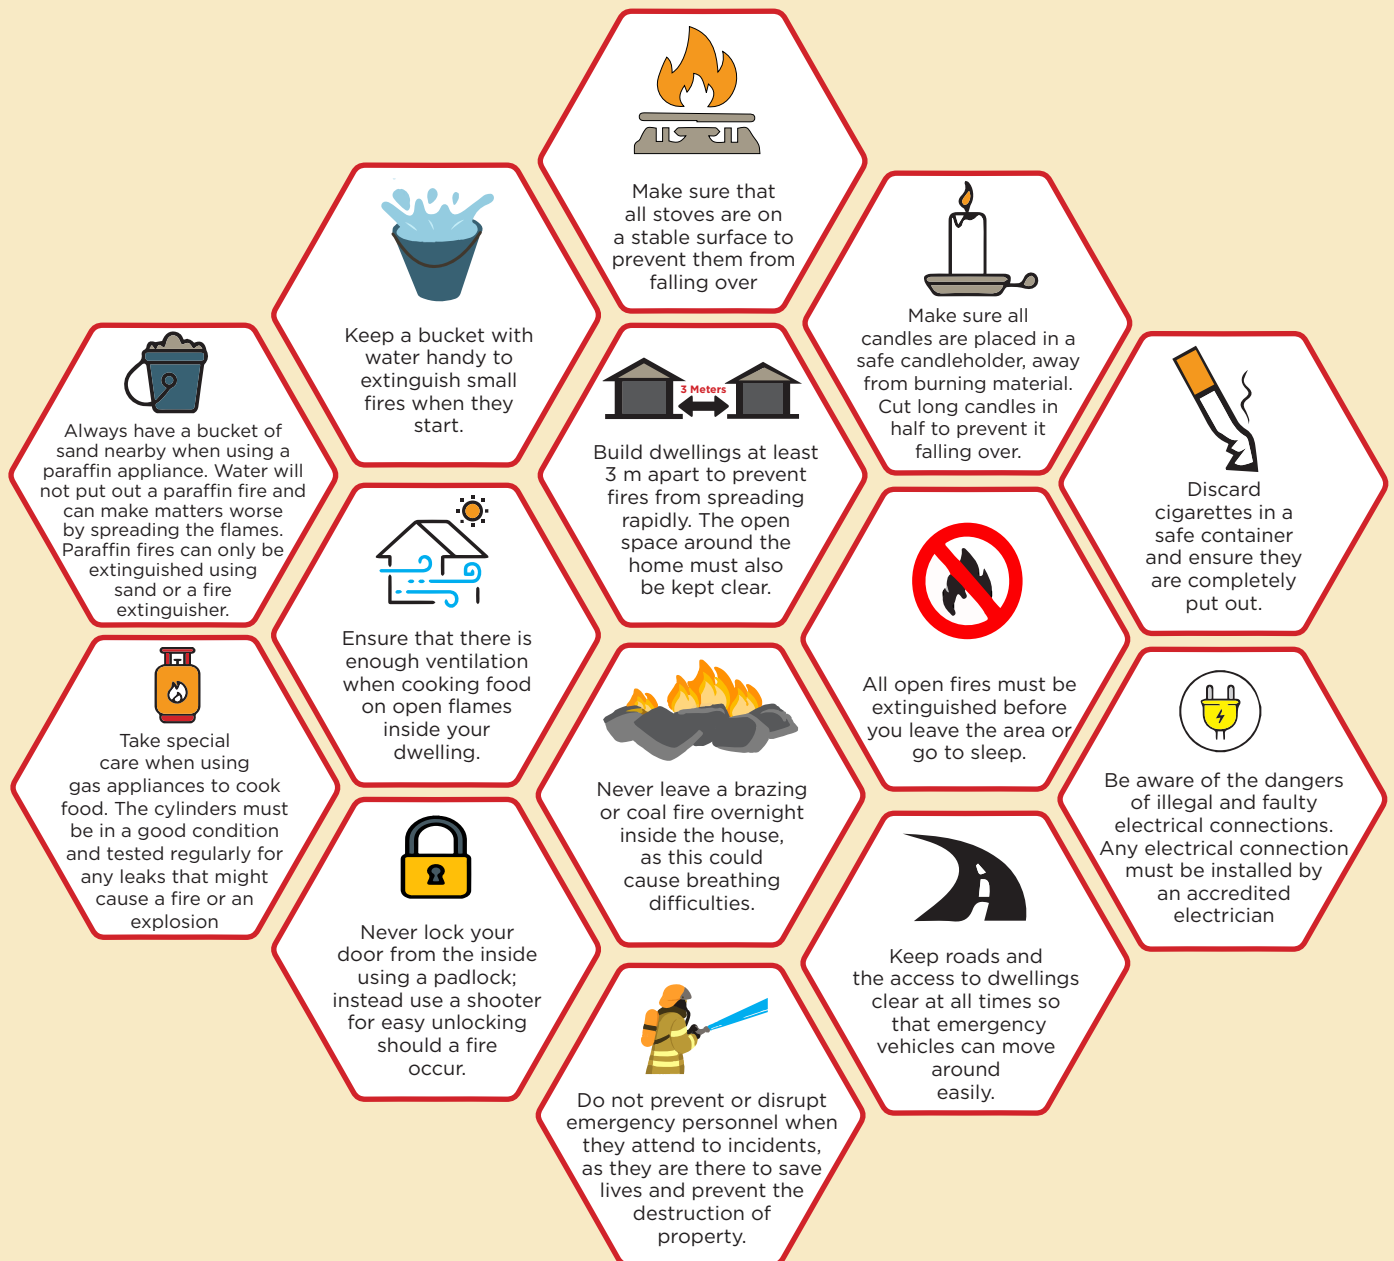 Make sure that
all stoves are on
a stable surface to
prevent them from
falling over
Keep a bucket with
water handy to
extinguish small
fires when they
start.
Make sure all
candles are placed in a
safe candleholder, away
from burning material.
Cut long candles in
half to prevent it
falling over.
Always have a bucket of
sand nearby when using a
paraffin appliance. Water will
not put out a paraffin fire and
can make matters worse
by spreading the flames.
Paraffin fires can only be
extinguished using
sand or a fire
extinguisher.
3 Meters
Build dwellings at least
3 m apart to prevent
fires from spreading
rapidly. The open
space around the
home must also
be kept clear.
Discard
cigarettes in a
safe container
and ensure they
are completely
put out.
Ensure that there is
enough ventilation
when cooking food
on open flames
inside your
dwelling.
All open fires must be
extinguished before
you leave the area or
go to sleep.
Take special
care when using
gas appliances to cook
food. The cylinders must
be in a good condition
and tested regularly for
any leaks that might
cause a fire or an
explosion
Never leave a brazing
or coal fire overnight
inside the house,
as this could
cause breathing
difficulties.
Be aware of the dangers
of illegal and faulty
electrical connections.
Any electrical connection
must be installed by
an accredited
electrician
Never lock your
door from the inside
using a padlock;
instead use a shooter
for easy unlocking
should a fire
occur.
Keep roads and
the access to dwellings
clear at all times so
that emergency
vehicles can move
around
easily.
Do not prevent or disrupt
emergency personnel when
they attend to incidents,
as they are there to save
lives and prevent the
destruction of
property.